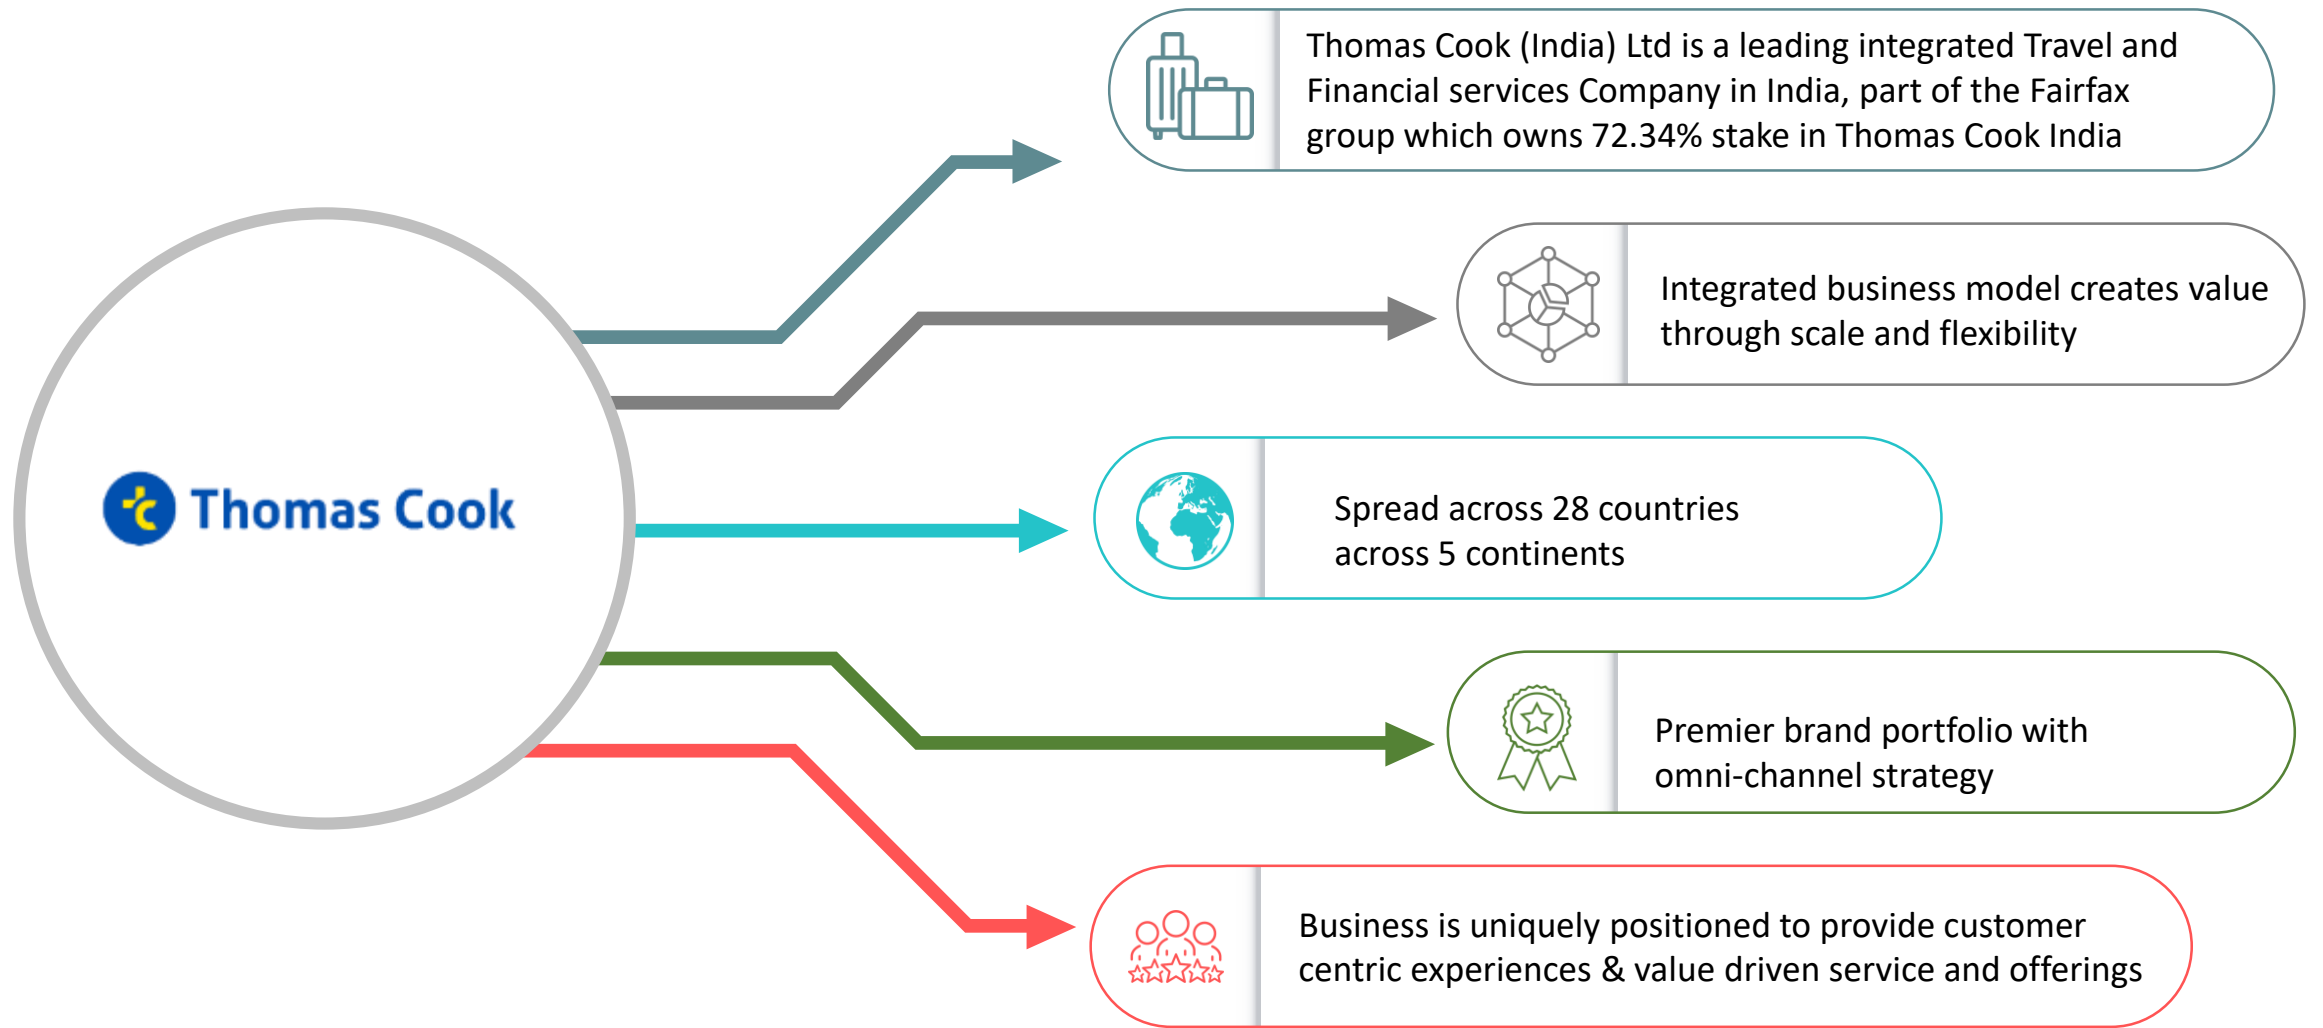 Thomas Cook (India) Ltd is a leading integrated Travel and
Financial services Company in India, part of the Fairfax
group which owns 72.34% stake in Thomas Cook India
Integrated business model creates value
through scale and flexibility
tc Thomas Cook
Spread across 28 countries
across 5 continents
Premier brand portfolio with
omni-channel strategy
Business is uniquely positioned to provide customer
centric experiences & value driven service and offerings